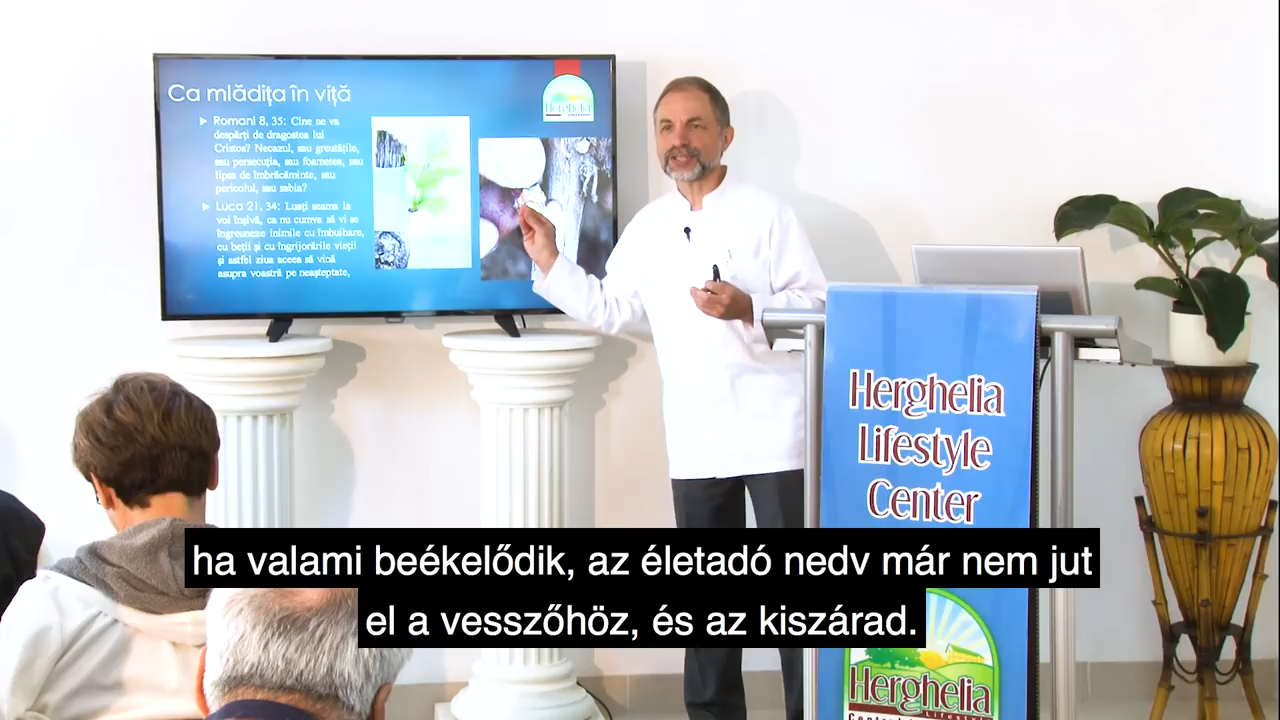 Ca mlădița în viță
Romani 8, 35: Cine ne va
despărți de dragostea lui
Cristos? Necazul, sau greutățile,
sau persecuția, sau foametea, sau
lipsa de îmbrăcăminte, sau
pericolul, sau sabia?
Luca 21, 34: Luați seama la
voi înșivă, ca nu cumva să vi se
îngreuneze inimile cu îmbuibare,
cu beții și cu îngrijorările vieții
și astfel ziua aceea să vină
asupra voastră pe neașteptate,
Herghelia
Herghelia
Lifestyle
Center
ha valami beékelődik, az életadó nedv már nem jut
el a vesszőhöz, és az kiszárad.
Herghelia
Lifestyle